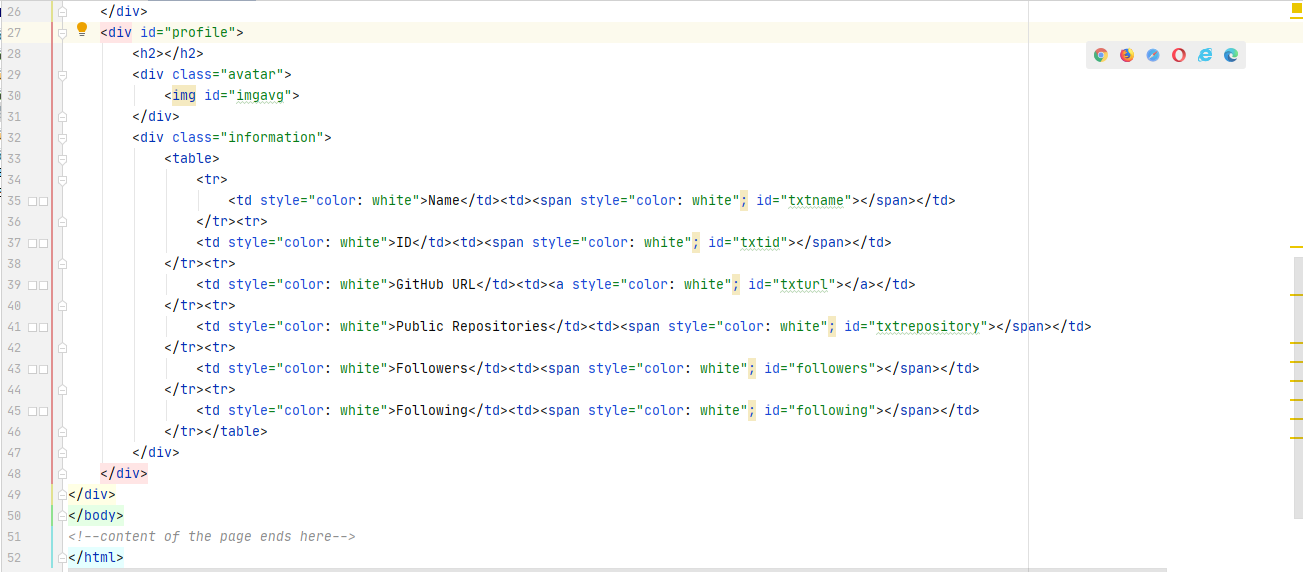 26 </div>
27 <div id="profile">
28 <h2></h2>
29 <div class="avatar">
30 <img id="imgavg">
31 </div>
32 <div class="information">
33 <table>
34 <tr>
35 <td style="color: white">Name</td><td><span style="color: white"; id="txtname"></span></td>
36 </tr><tr>
37 <td style="color: white">ID</td><td><span style="color: white"; id="txtid"></span></td>
38 </tr><tr>
39 <td style="color: white">GitHub URL</td><td><a style="color: white"; id="txturl"></a></td>
40 </tr><tr>
41 <td style="color: white">Public Repositories</td><td><span style="color: white"; id="txtrepository"></span></td>
42 </tr><tr>
43 <td style="color: white">Followers</td><td><span style="color: white"; id="followers"></span></td>
44 </tr><tr>
45 <td style="color: white">Following</td><td><span style="color: white"; id="following"></span></td>
46 </tr></table>
47 </div>
48 </div>
49 </div>
50 </body>
51 <!--content of the page ends here-->
52 </html>